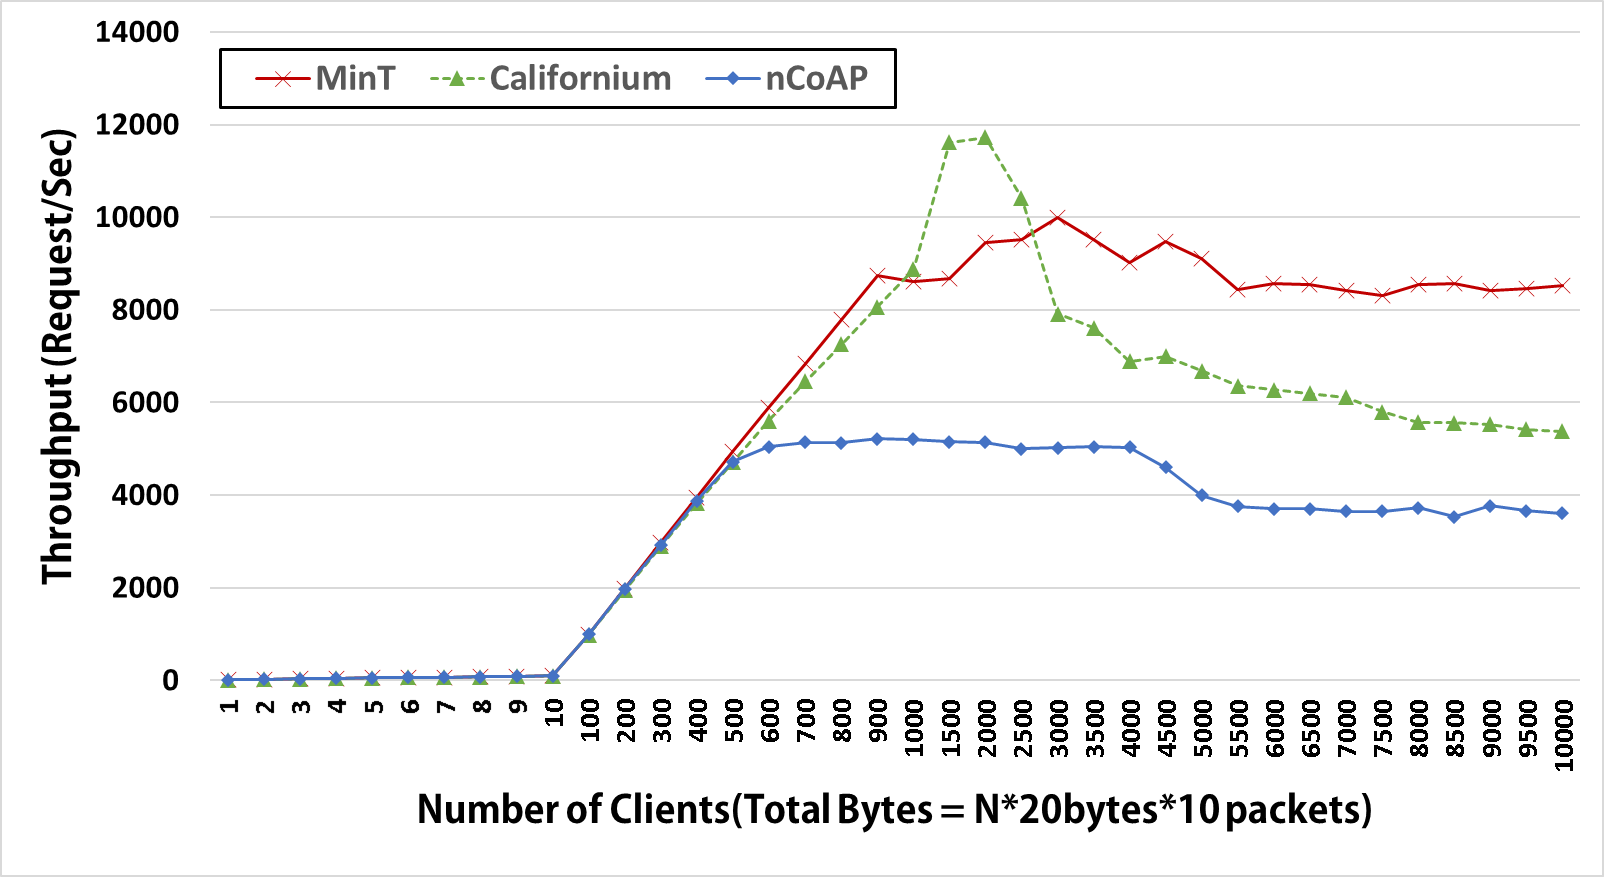 14000
12000
10000
8000
6000
4000
2000
0
MinT Californium nCoAP
Throughput (Request/Sec)
1 2 3 4 5 6 7 8 9 10 100 200 300 400 500 600 700 800 900 1000 1500 2000 2500 3000 3500 4000 4500 5000 5500 6000 6500 7000 7500 8000 8500 9000 9500 10000
Number of Clients(Total Bytes = N*20bytes*10 packets)